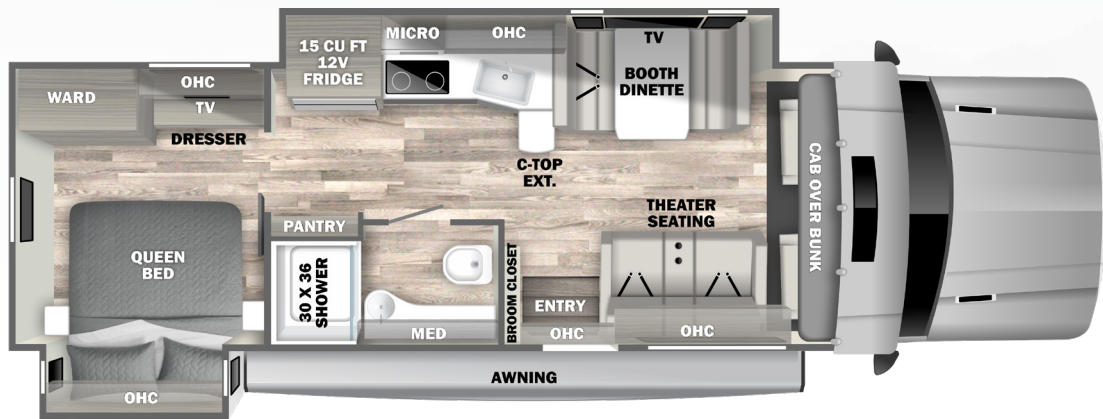 15 CU FT
12V
FRIDGE
MICRO
OHC
TV
BOOTH
DINETTE
WARD
OHC
TV
DRESSER
C-TOP
EXT.
THEATER
SEATING
CAB OVER BUNK
QUEEN
BED
PANTRY
30 X 36
SHOWER
MED
BROOM CLOSET
ENTRY
OHC
OHC
AWNING
OHC